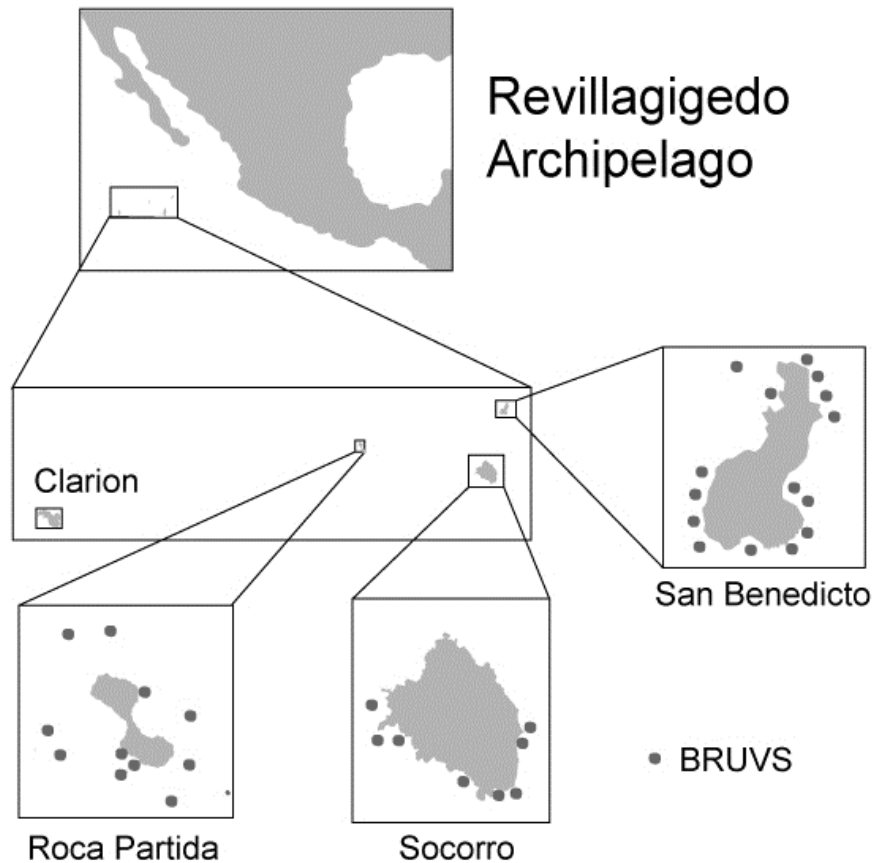 Revillagigedo
Archipelago
Clarion
San Benedicto
BRUVS
Roca Partida
Socorro